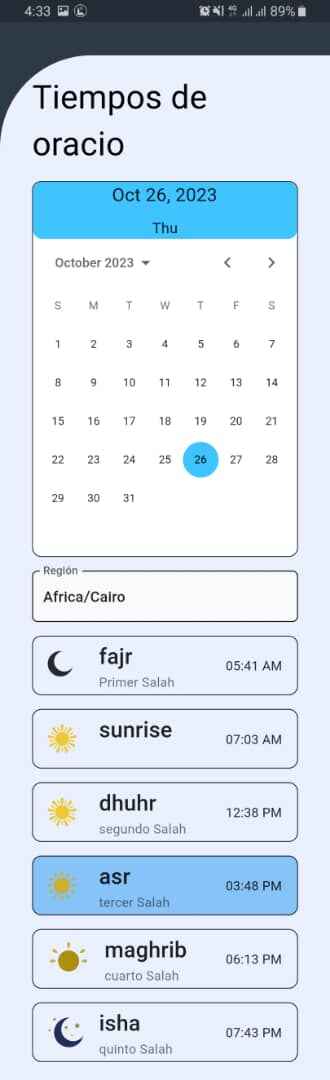 4:33 4G 89%
Tiempos de
oracio
Oct 26, 2023
Thu
October 2023
S M T W T F S
1 2 3 4 5 6 7
8 9 10 11 12 13 14
15 16 17 18 19 20 21
22 23 24 25 26 27 28
29 30 31
Región
Africa/Cairo
fajr
Primer Salah
05:41 AM
sunrise
07:03 AM
dhuhr
segundo Salah
12:38 PM
asr
tercer Salah
03:48 PM
maghrib
cuarto Salah
06:13 PM
isha
quinto Salah
07:43 PM